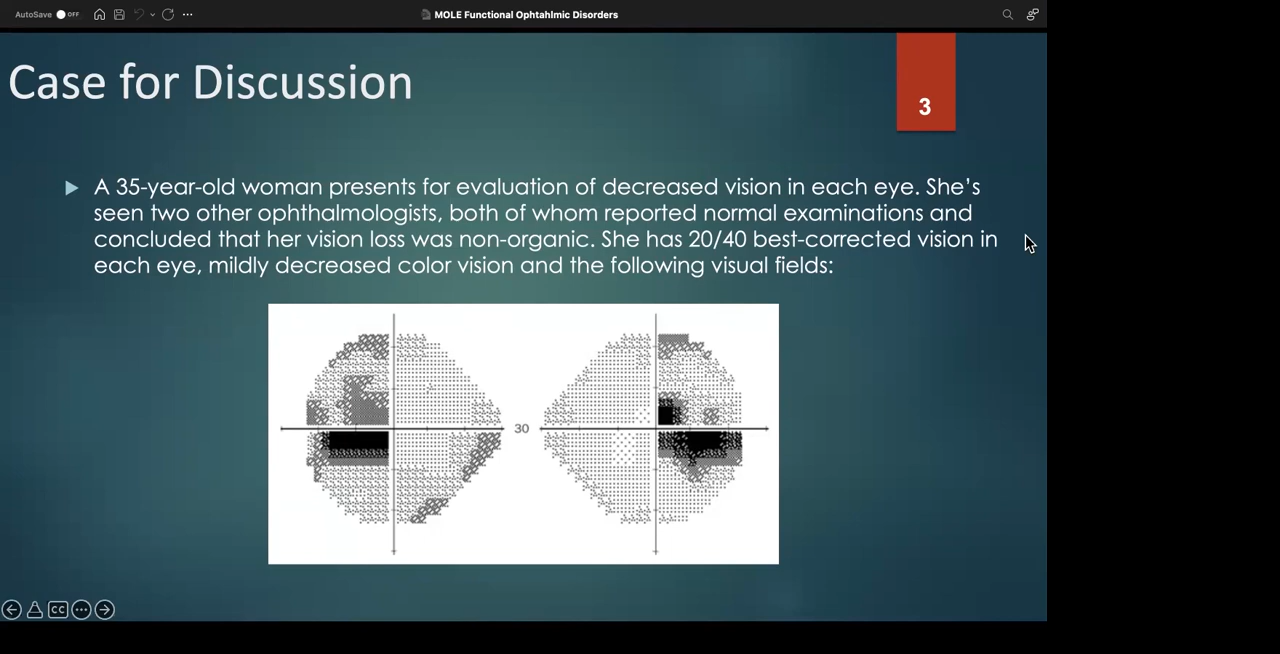 AutoSave OFF
MOLE Functional Ophtahlmic Disorders
Case for Discussion
3
A 35-year-old woman presents for evaluation of decreased vision in each eye. She's
seen two other ophthalmologists, both of whom reported normal examinations and
concluded that her vision loss was non-organic. She has 20/40 best-corrected vision in
each eye, mildly decreased color vision and the following visual fields:
30
CC